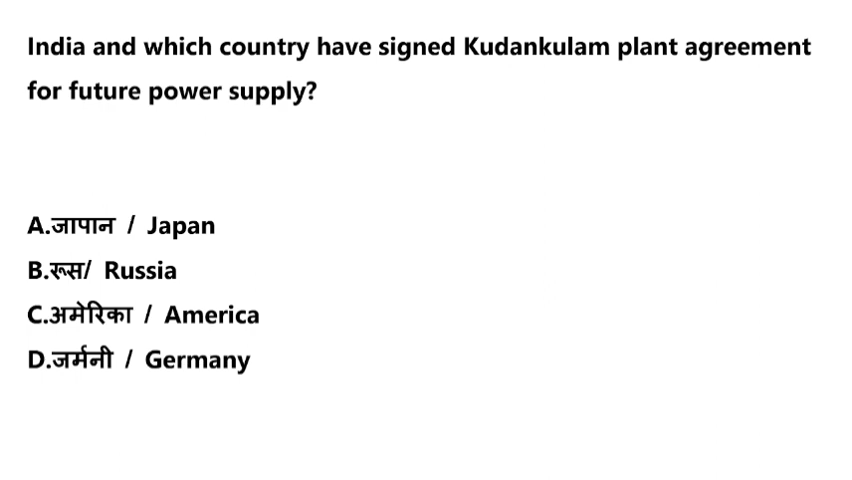 India and which country have signed Kudankulam plant agreement
for future power supply?
A.जापान / Japan
B.रूस/ Russia
C.अमेरिका / America
D.जर्मनी / Germany